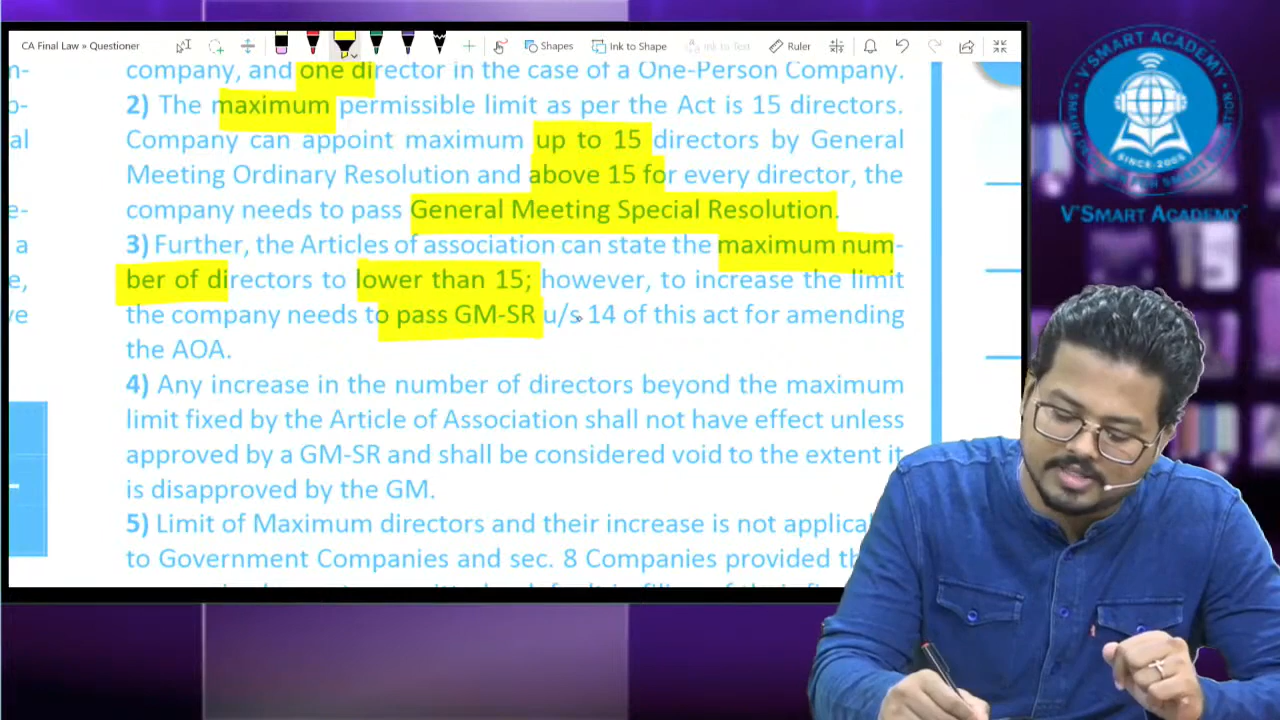 CA Final Law » Questioner
Shapes
Ink to Shape
Ink to Text
Ruler
company, and one director in the case of a One-Person Company.
2) The maximum permissible limit as per the Act is 15 directors.
Company can appoint maximum up to 15 directors by General
Meeting Ordinary Resolution and above 15 for every director, the
company needs to pass General Meeting Special Resolution.
3) Further, the Articles of association can state the maximum num-
ber of directors to lower than 15; however, to increase the limit
the company needs to pass GM-SR u/s 14 of this act for amending
the AOA.
4) Any increase in the number of directors beyond the maximum
limit fixed by the Article of Association shall not have effect unless
approved by a GM-SR and shall be considered void to the extent it
is disapproved by the GM.
5) Limit of Maximum directors and their increase is not
to Government Companies and sec. 8 Companies provided
V'SMART ACADEMY
SINCE-2005
V'SMART ACADEMY